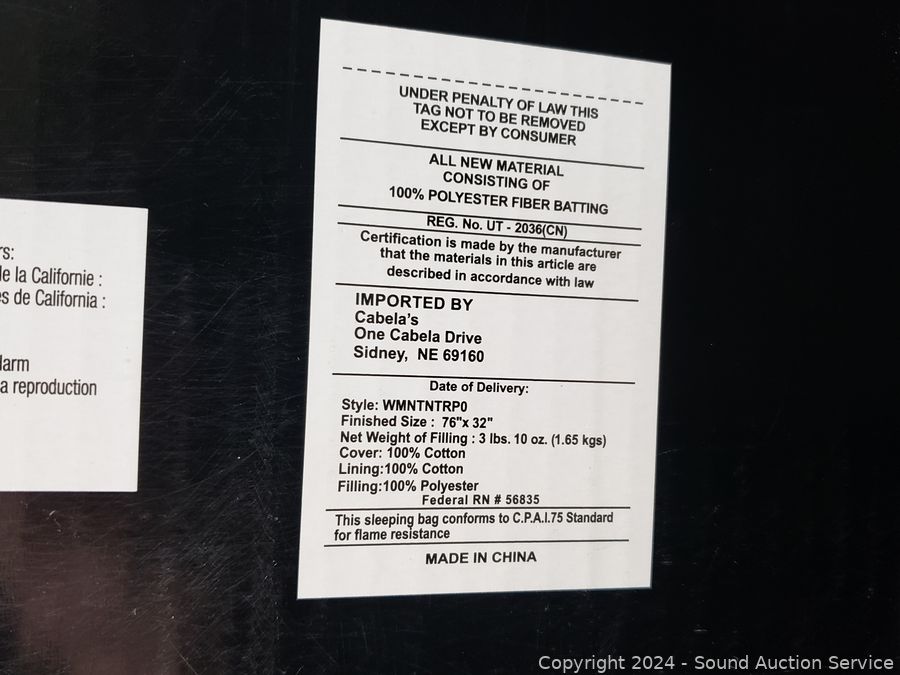 rs:
de la Californie :
es de California :
Harm
la reproduction
UNDER PENALTY OF LAW THIS
TAG NOT TO BE REMOVED
EXCEPT BY CONSUMER
ALL NEW MATERIAL
CONSISTING OF
100% POLYESTER FIBER BATTING
REG. No. UT - 2036(CN)
Certification is made by the manufacturer
that the materials in this article are
described in accordance with law
IMPORTED BY
Cabela's
One Cabela Drive
Sidney, NE 69160
Date of Delivery:
Style: WMNTNTRP0
Finished Size : 76"x 32"
Net Weight of Filling : 3 lbs. 10 oz. (1.65 kgs)
Cover: 100% Cotton
Lining:100% Cotton
Filling:100% Polyester
Federal RN # 56835
This sleeping bag conforms to C.P.A.I.75 Standard
for flame resistance
MADE IN CHINA
Copyright 2024 - Sound Auction Service